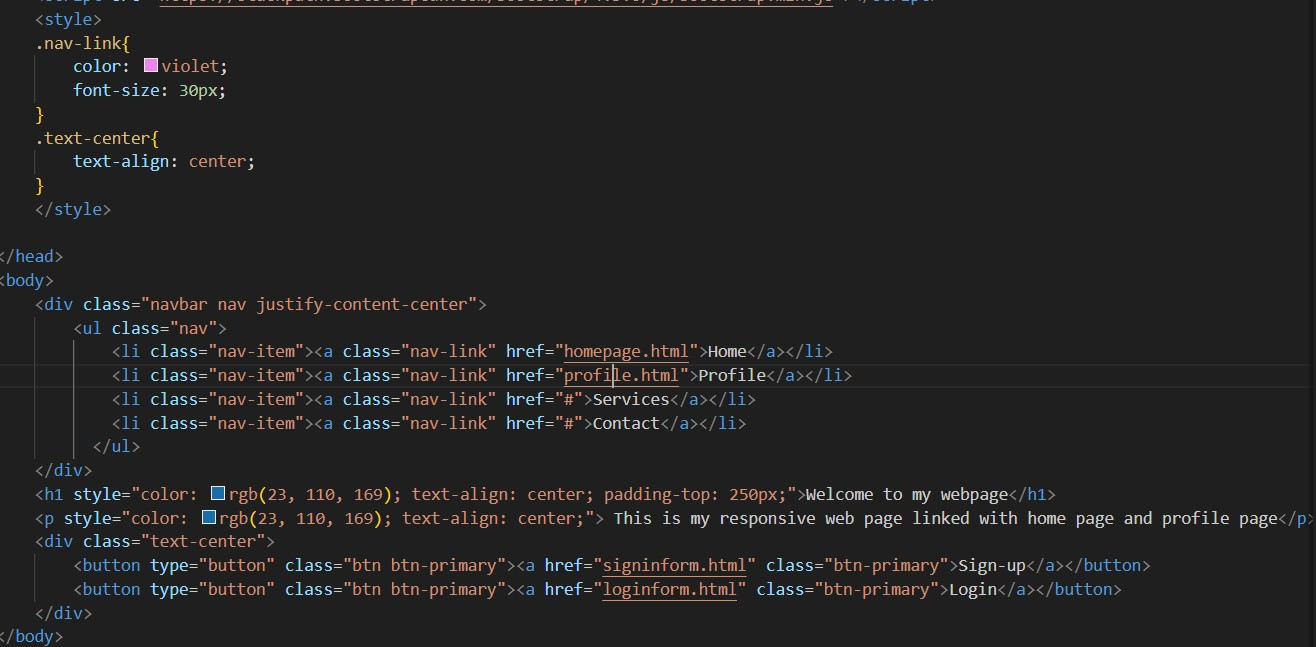 <style>
.nav-link{
color: violet;
font-size: 30px;
}
.text-center{
text-align: center;
}
</style>
</head>
<body>
<div class="navbar nav justify-content-center">
<ul class="nav">
<li class="nav-item"><a class="nav-link" href="homepage.html">Home</a></li>
<li class="nav-item"><a class="nav-link" href="profile.html">Profile</a></li>
<li class="nav-item"><a class="nav-link" href="#">Services</a></li>
<li class="nav-item"><a class="nav-link" href="#">Contact</a></li>
</ul>
</div>
<h1 style="color: rgb(23, 110, 169); text-align: center; padding-top: 250px;">Welcome to my webpage</h1>
<p style="color: rgb(23, 110, 169); text-align: center;"> This is my responsive web page linked with home page and profile page</p>
<div class="text-center">
<button type="button" class="btn btn-primary"><a href="signinform.html" class="btn-primary">Sign-up</a></button>
<button type="button" class="btn btn-primary"><a href="loginform.html" class="btn-primary">Login</a></button>
</div>
</body>